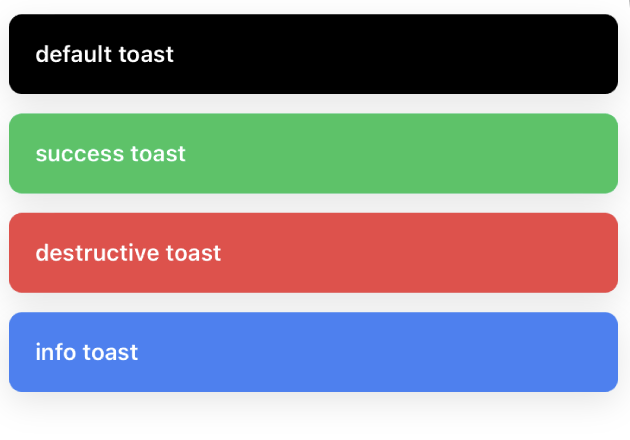 default toast
success toast
destructive toast
info toast